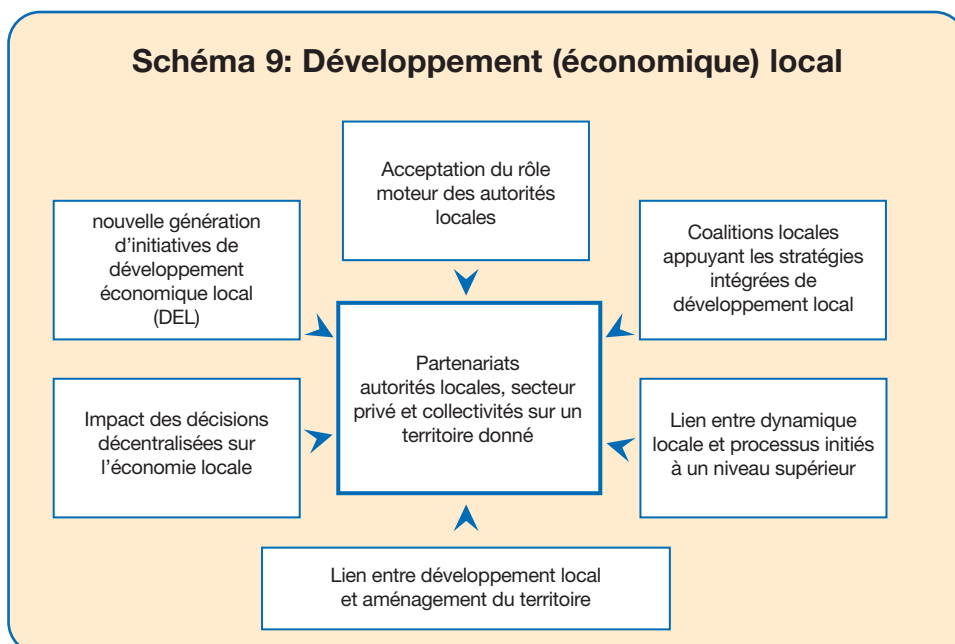 Schéma 9: Développement (économique) local
Acceptation du rôle
moteur des autorités
locales
nouvelle génération
d’initiatives de
développement
économique local
(DEL)
Coalitions locales
appuyant les stratégies
intégrées de
développement local
Partenariats
autorités locales, secteur
privé et collectivités sur un
territoire donné
Impact des décisions
décentralisées sur
l’économie locale
Lien entre dynamique
locale et processus initiés
à un niveau supérieur
Lien entre développement local
et aménagement du territoire